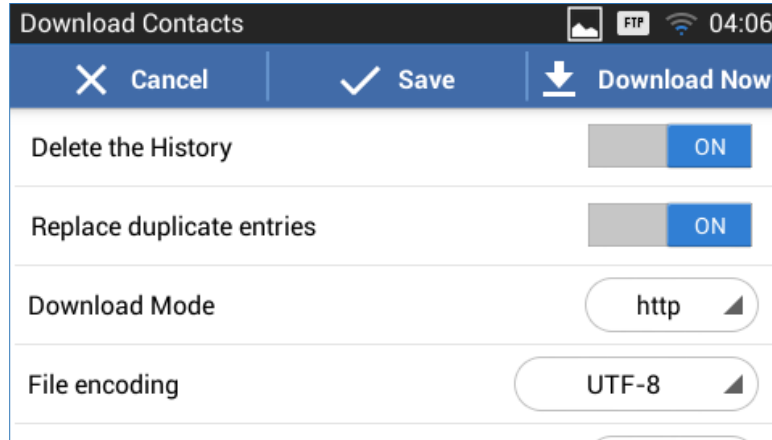 Download Contacts FTP 04:06
Cancel Save Download Now
Delete the History ON
Replace duplicate entries ON
Download Mode http
File encoding UTF-8